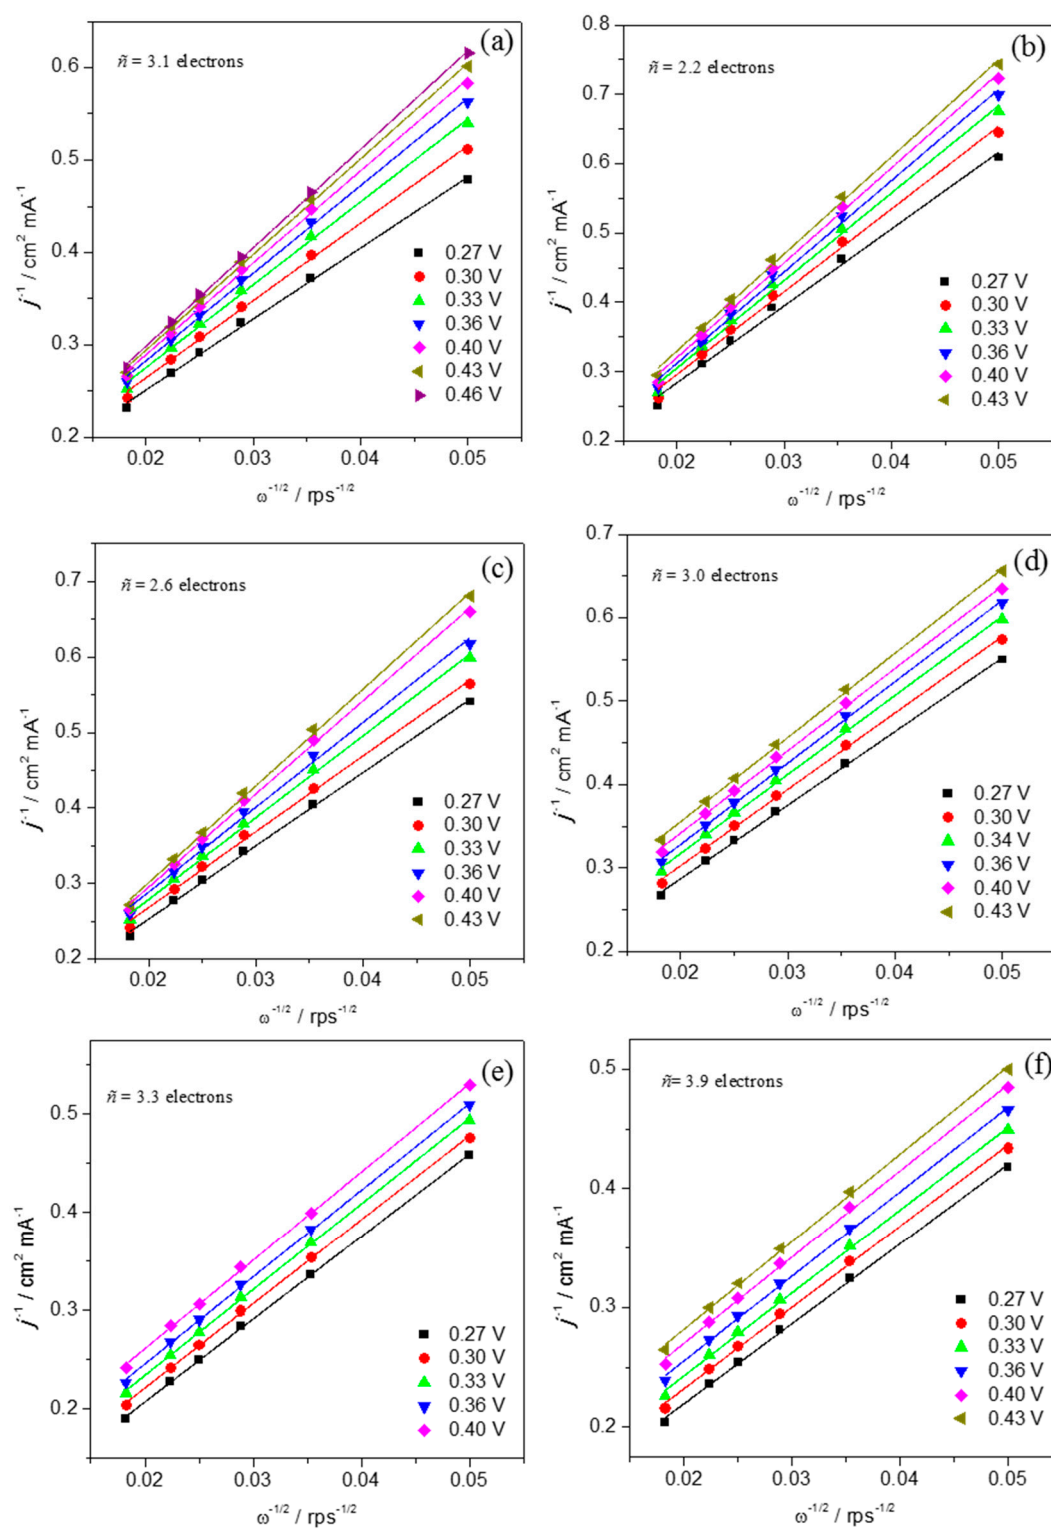 (a)
ñ = 3.1 electrons
0.6
0.5
0.4
0.3
0.2
j⁻¹ / cm² mA⁻¹
0.27 V
0.30 V
0.33 V
0.36 V
0.40 V
0.43 V
0.46 V
0.02 0.03 0.04 0.05
ω⁻¹/² / rps⁻¹/²
(b)
ñ = 2.2 electrons
0.8
0.7
0.6
0.5
0.4
0.3
0.2
j⁻¹ / cm² mA⁻¹
0.27 V
0.30 V
0.33 V
0.36 V
0.40 V
0.43 V
0.02 0.03 0.04 0.05
ω⁻¹/² / rps⁻¹/²
(c)
ñ = 2.6 electrons
0.7
0.6
0.5
0.4
0.3
0.2
j⁻¹ / cm² mA⁻¹
0.27 V
0.30 V
0.33 V
0.36 V
0.40 V
0.43 V
0.02 0.03 0.04 0.05
ω⁻¹/² / rps⁻¹/²
(d)
ñ = 3.0 electrons
0.7
0.6
0.5
0.4
0.3
0.2
j⁻¹ / cm² mA⁻¹
0.27 V
0.30 V
0.34 V
0.36 V
0.40 V
0.43 V
0.02 0.03 0.04 0.05
ω⁻¹/² / rps⁻¹/²
(e)
ñ = 3.3 electrons
0.5
0.4
0.3
0.2
j⁻¹ / cm² mA⁻¹
0.27 V
0.30 V
0.33 V
0.36 V
0.40 V
0.02 0.03 0.04 0.05
ω⁻¹/² / rps⁻¹/²
(f)
ñ= 3.9 electrons
0.5
0.4
0.3
0.2
j⁻¹ / cm² mA⁻¹
0.27 V
0.30 V
0.33 V
0.36 V
0.40 V
0.43 V
0.02 0.03 0.04 0.05
ω⁻¹/² / rps⁻¹/²